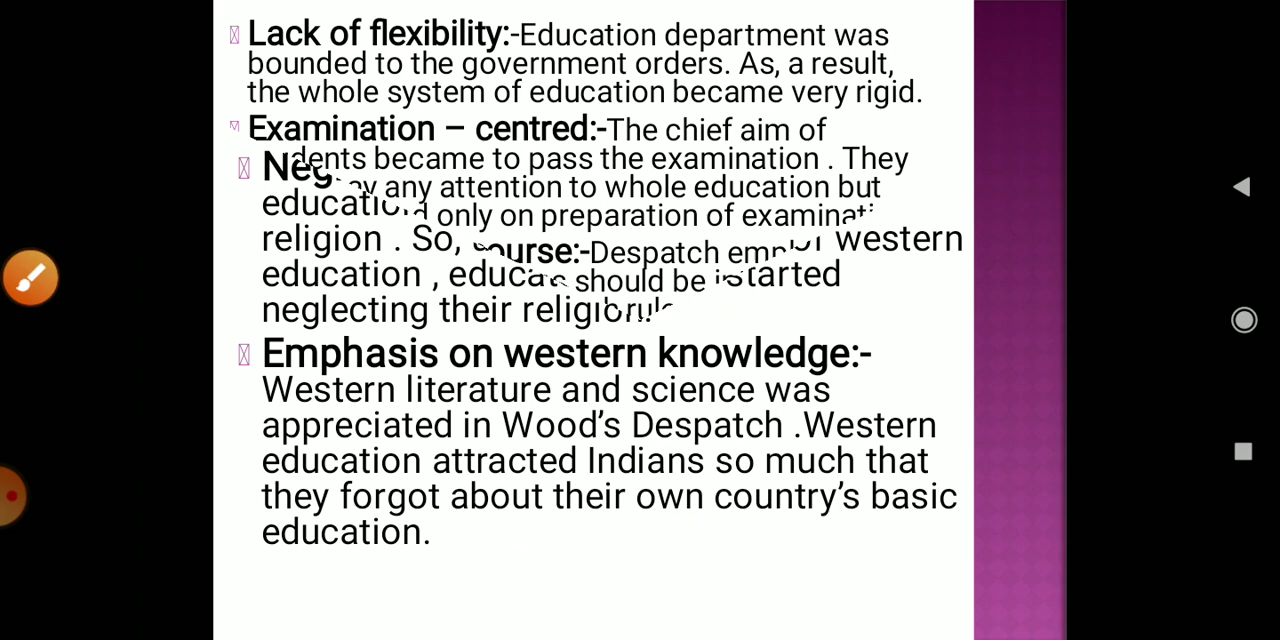 Lack of flexibility:-Education department was
bounded to the government orders. As, a result,
the whole system of education became very rigid.
Examination – centred:-The chief aim of
became to pass the examination . They
any attention to whole education but
only on preparation of
religion . So, western
Despatch
education , should be started
neglecting their
Emphasis on western knowledge:-
Western literature and science was
appreciated in Wood’s Despatch .Western
education attracted Indians so much that
they forgot about their own country’s basic
education.